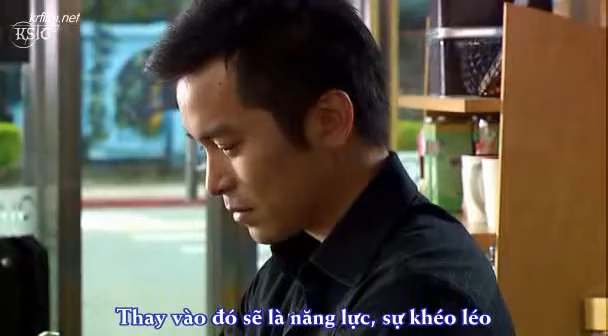 krfilm.net
KSTC
Thay vào đó sẽ là năng lực, sự khéo léo